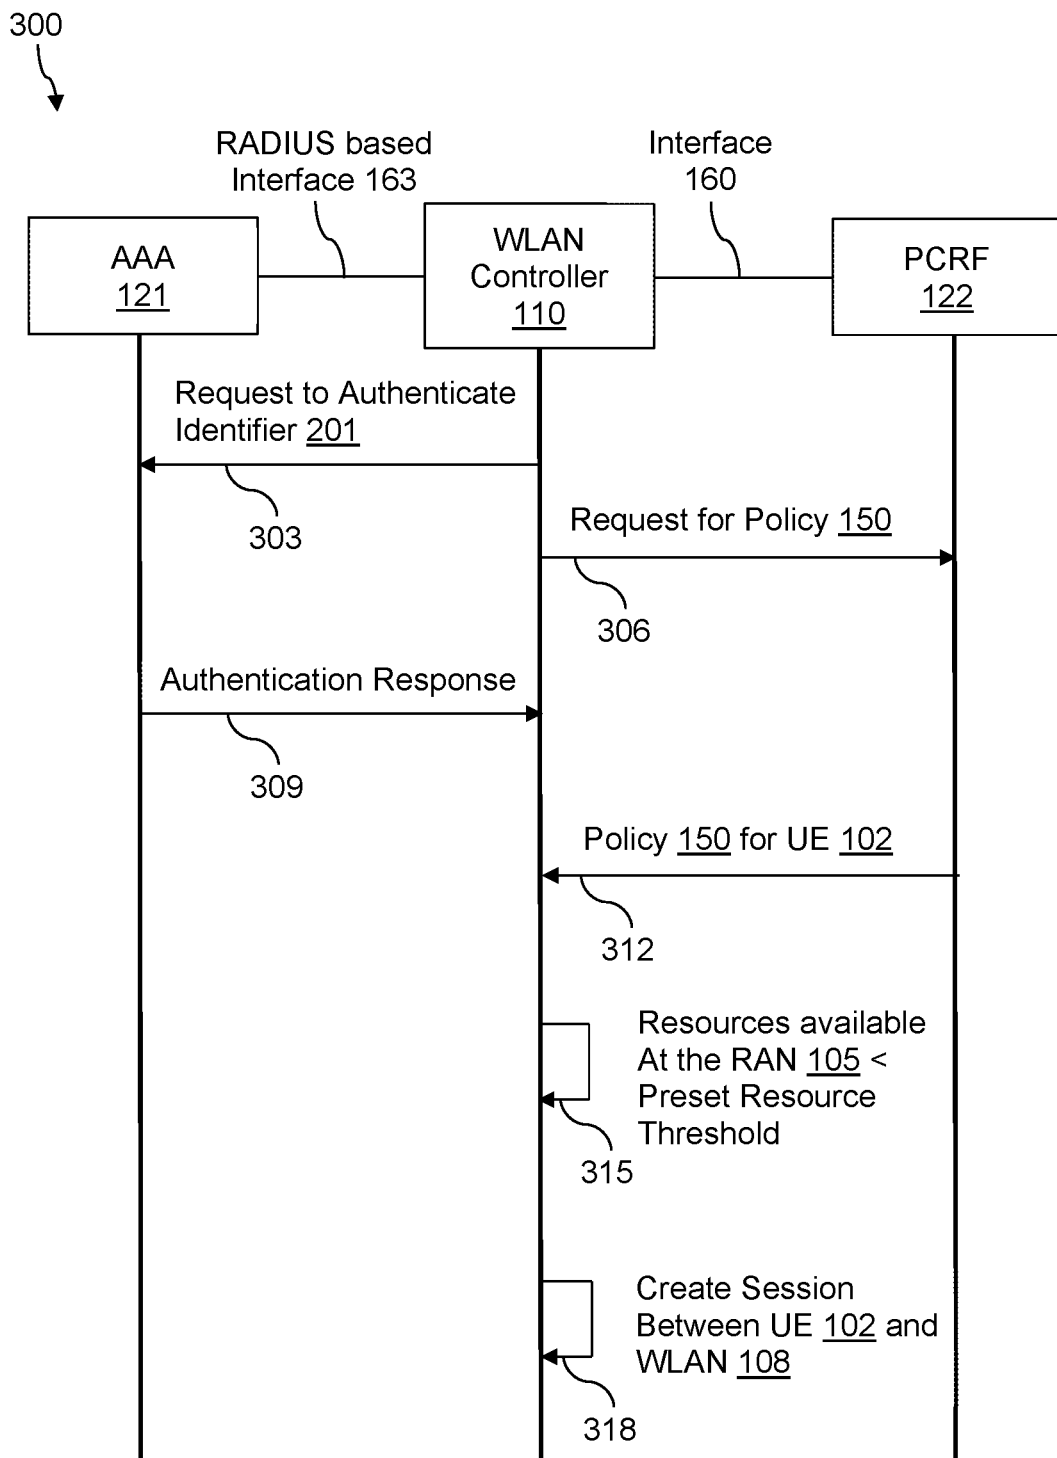 300
RADIUS based
Interface 163
Interface
160
AAA
121
WLAN
Controller
110
PCRF
122
Request to Authenticate
Identifier 201
303
Request for Policy 150
306
Authentication Response
309
Policy 150 for UE 102
312
Resources available
At the RAN 105 <
Preset Resource
Threshold
315
Create Session
Between UE 102 and
WLAN 108
318